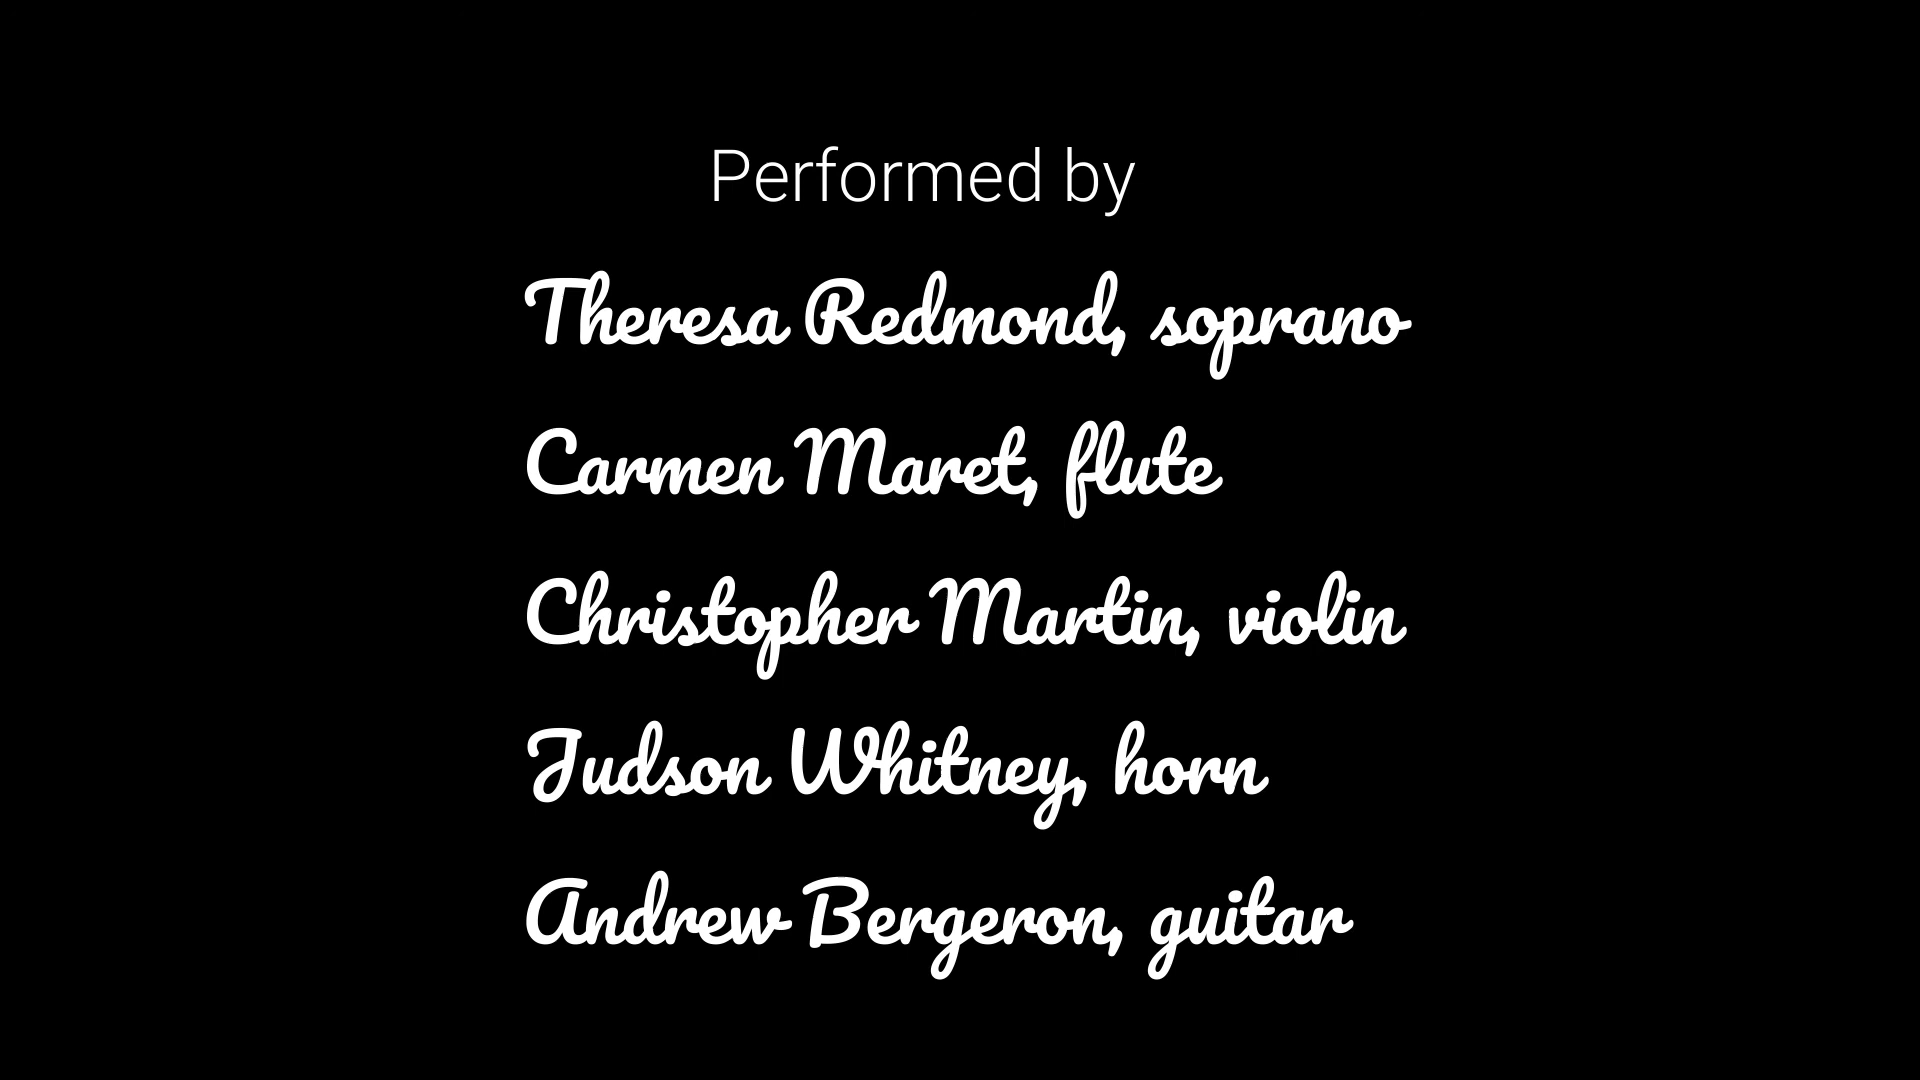 Performed by
Theresa Redmond, soprano
Carmen Maret, flute
Christopher Martin, violin
Judson Whitney, horn
Andrew Bergeron, guitar